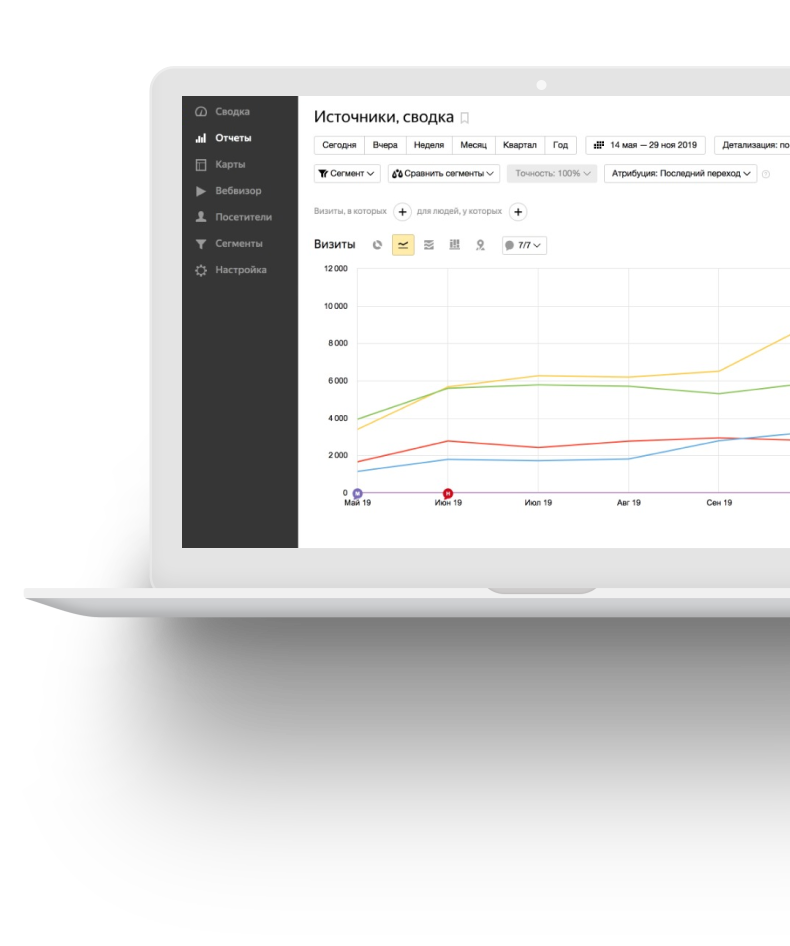 Сводка
Отчеты
Карты
Вебвизор
Посетители
Сегменты
Настройка
Источники, сводка
Сегодня Вчера Неделя Месяц Квартал Год 14 мая — 29 ноя 2019 Детализация: по
Сегмент Сравнить сегменты Точность: 100% Атрибуция: Последний переход
Визиты, в которых + для людей, у которых +
Визиты 7/7
12 000
10 000
8 000
6 000
4 000
2 000
0
М Н
Май 19 Июн 19 Июл 19 Авг 19 Сен 19